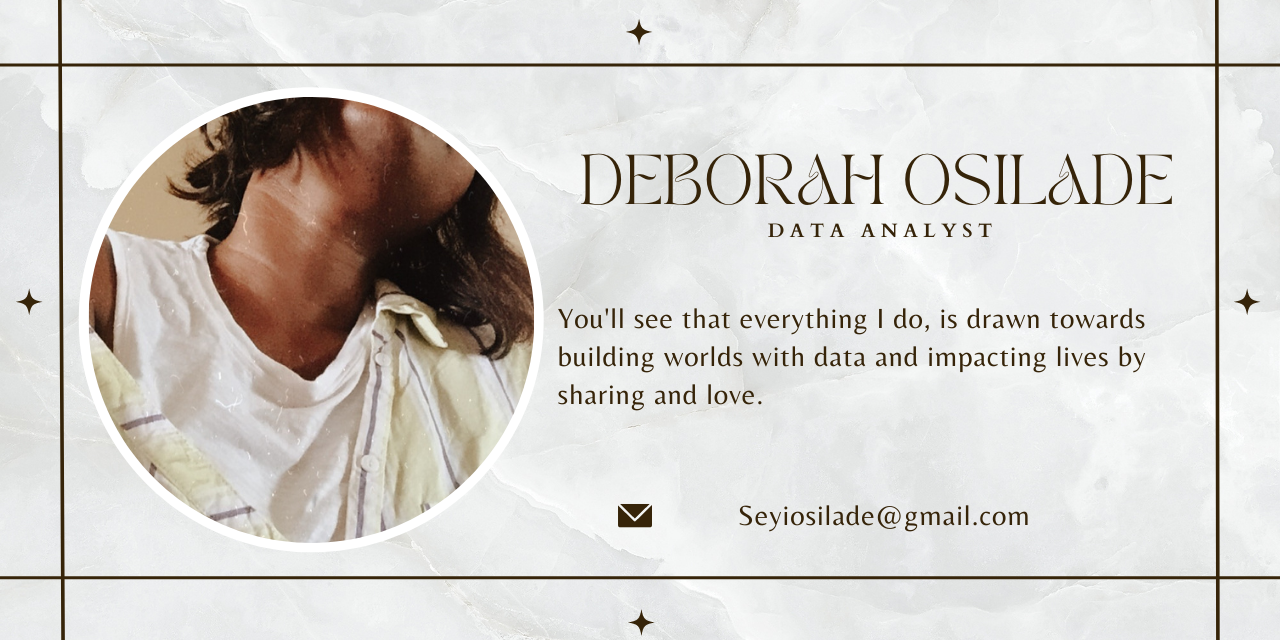 DEBORAH OSILADE
DATA ANALYST
You'll see that everything I do, is drawn towards
building worlds with data and impacting lives by
sharing and love.
Seyiosilade@gmail.com